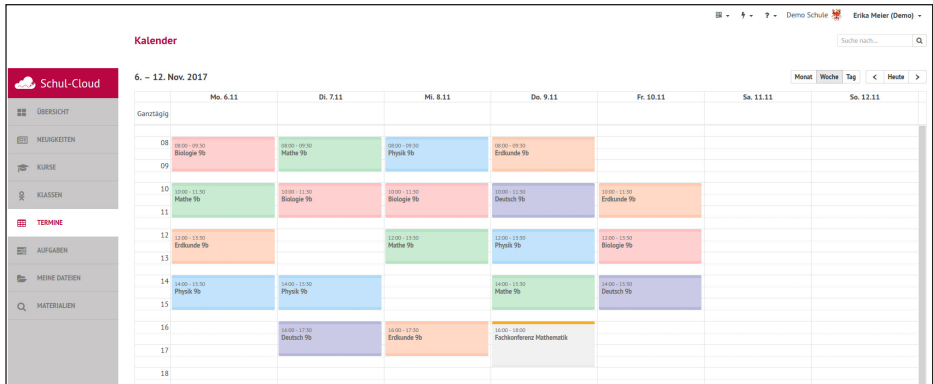 ? Demo Schule Erika Meier (Demo)
Kalender
Suche nach...
Schul-Cloud
ÜBERSICHT
NEUIGKEITEN
KURSE
KLASSEN
TERMINE
AUFGABEN
MEINE DATEIEN
MATERIALIEN
6. – 12. Nov. 2017
Monat Woche Tag < Heute >
Mo. 6.11 Di. 7.11 Mi. 8.11 Do. 9.11 Fr. 10.11 Sa. 11.11 So. 12.11
Ganztägig
08
08:00 - 09:30 08:00 - 09:30 08:00 - 09:30 08:00 - 09:30
Biologie 9b Mathe 9b Physik 9b Erdkunde 9b
09
10
10:00 - 11:30 10:00 - 11:30 10:00 - 11:30 10:00 - 11:30 10:00 - 11:30
Mathe 9b Biologie 9b Biologie 9b Deutsch 9b Erdkunde 9b
11
12
12:00 - 13:30 12:00 - 13:30 12:00 - 13:30 12:00 - 13:30
Erdkunde 9b Mathe 9b Physik 9b Biologie 9b
13
14
14:00 - 15:30 14:00 - 15:30 14:00 - 15:30 14:00 - 15:30
Physik 9b Physik 9b Mathe 9b Deutsch 9b
15
16
16:00 - 17:30 16:00 - 17:30 16:00 - 18:00
Deutsch 9b Erdkunde 9b Fachkonferenz Mathematik
17
18